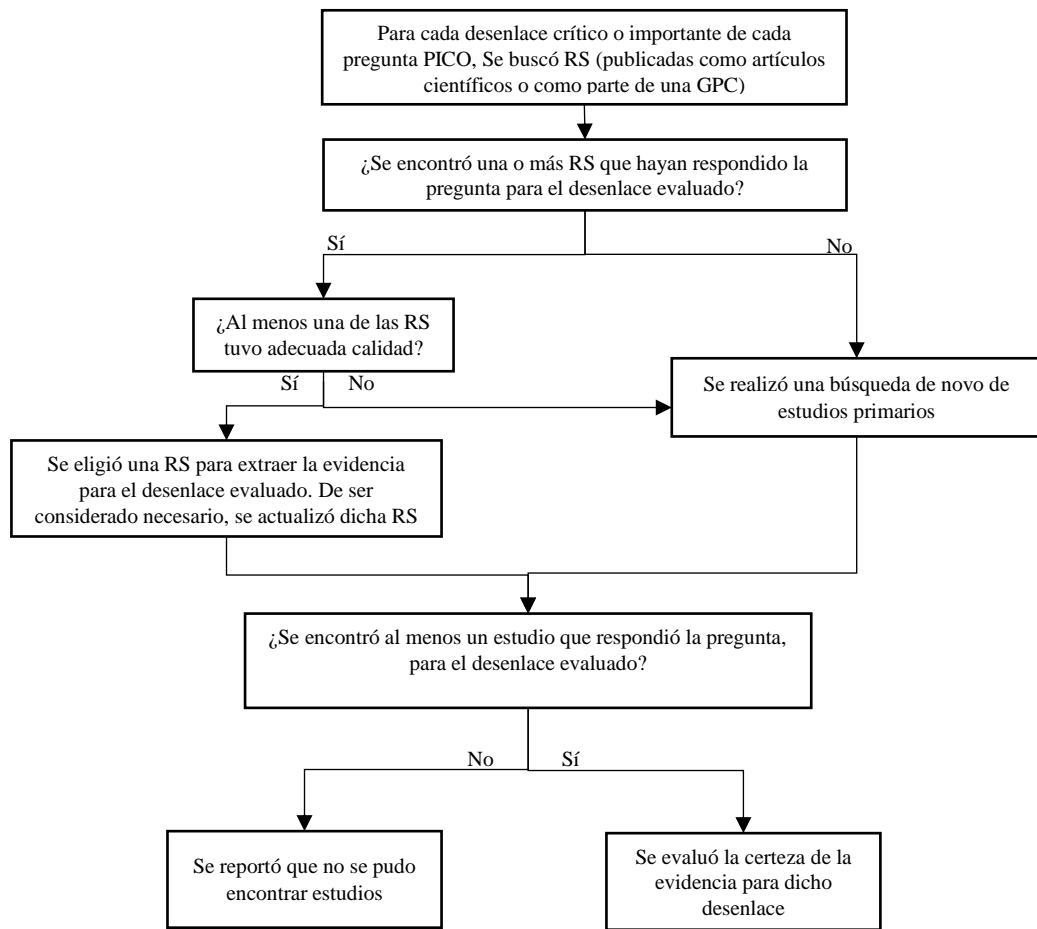 Para cada desenlace crítico o importante de cada
pregunta PICO, Se buscó RS (publicadas como artículos
científicos o como parte de una GPC)
¿Se encontró una o más RS que hayan respondido la
pregunta para el desenlace evaluado?
Sí
No
¿Al menos una de las RS
tuvo adecuada calidad?
Sí
No
Se realizó una búsqueda de novo de
estudios primarios
Se eligió una RS para extraer la evidencia
para el desenlace evaluado. De ser
considerado necesario, se actualizó dicha RS
¿Se encontró al menos un estudio que respondió la pregunta,
para el desenlace evaluado?
No
Sí
Se reportó que no se pudo
encontrar estudios
Se evaluó la certeza de la
evidencia para dicho
desenlace